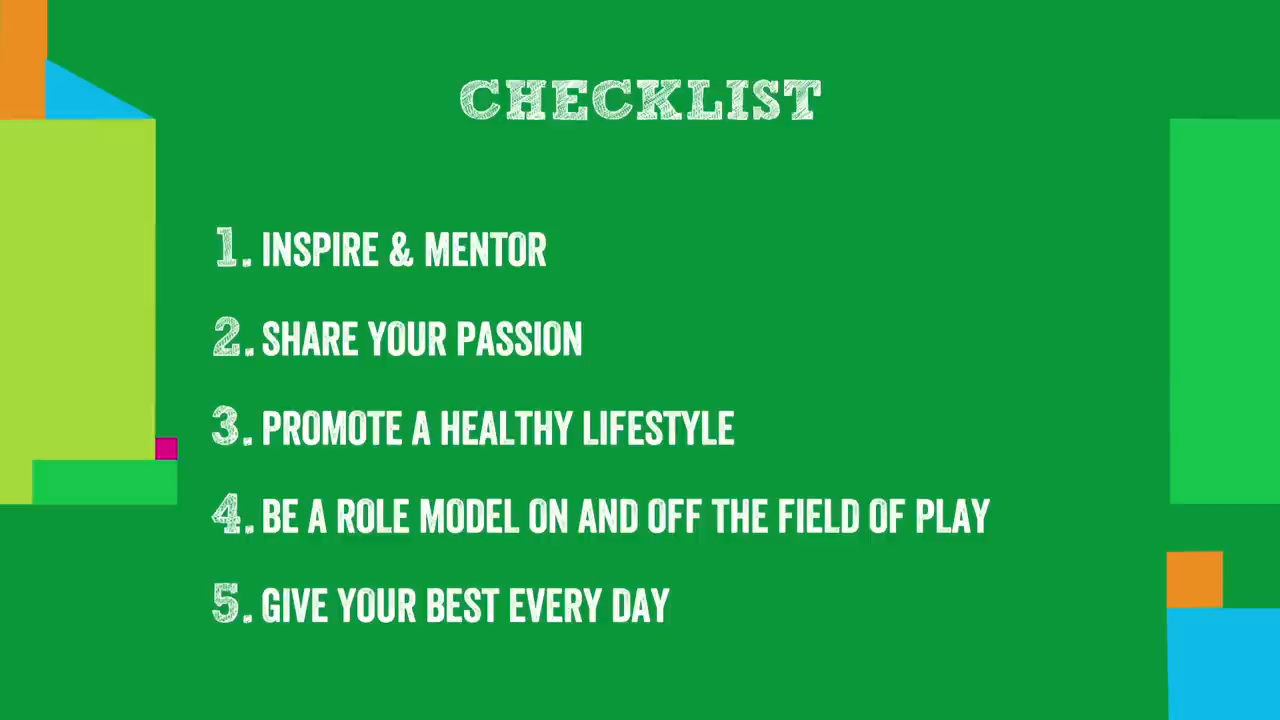 CHECKLIST
1. INSPIRE & MENTOR
2. SHARE YOUR PASSION
3. PROMOTE A HEALTHY LIFESTYLE
4. BE A ROLE MODEL ON AND OFF THE FIELD OF PLAY
5. GIVE YOUR BEST EVERY DAY